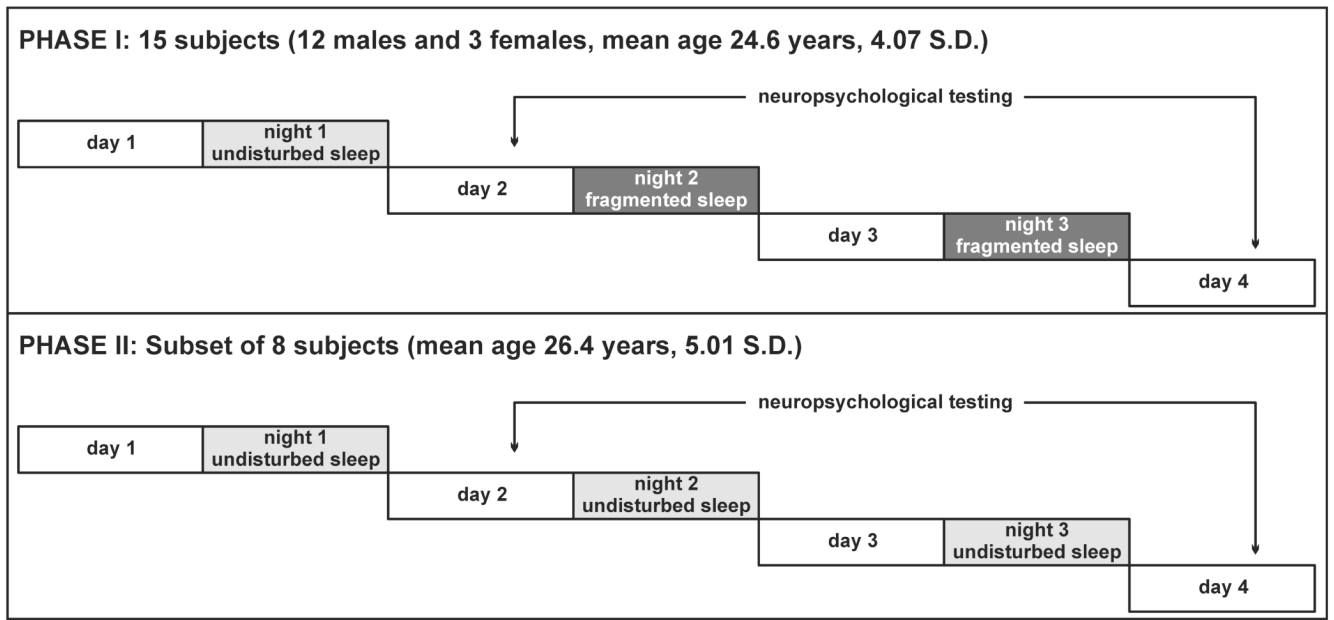 PHASE I: 15 subjects (12 males and 3 females, mean age 24.6 years, 4.07 S.D.)
neuropsychological testing
day 1
night 1
undisturbed sleep
day 2
night 2
fragmented sleep
day 3
night 3
fragmented sleep
day 4
PHASE II: Subset of 8 subjects (mean age 26.4 years, 5.01 S.D.)
neuropsychological testing
day 1
night 1
undisturbed sleep
day 2
night 2
undisturbed sleep
day 3
night 3
undisturbed sleep
day 4